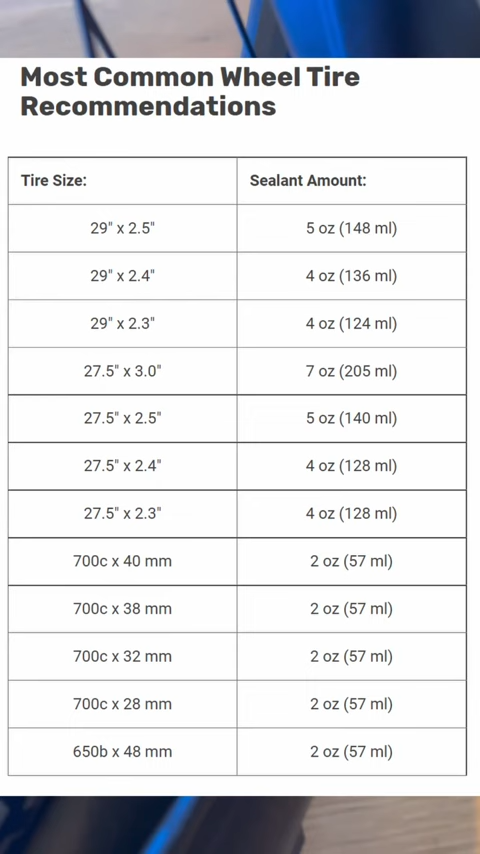 Most Common Wheel Tire
Recommendations
Tire Size: Sealant Amount:
29" x 2.5" 5 oz (148 ml)
29" x 2.4" 4 oz (136 ml)
29" x 2.3" 4 oz (124 ml)
27.5" x 3.0" 7 oz (205 ml)
27.5" x 2.5" 5 oz (140 ml)
27.5" x 2.4" 4 oz (128 ml)
27.5" x 2.3" 4 oz (128 ml)
700c x 40 mm 2 oz (57 ml)
700c x 38 mm 2 oz (57 ml)
700c x 32 mm 2 oz (57 ml)
700c x 28 mm 2 oz (57 ml)
650b x 48 mm 2 oz (57 ml)